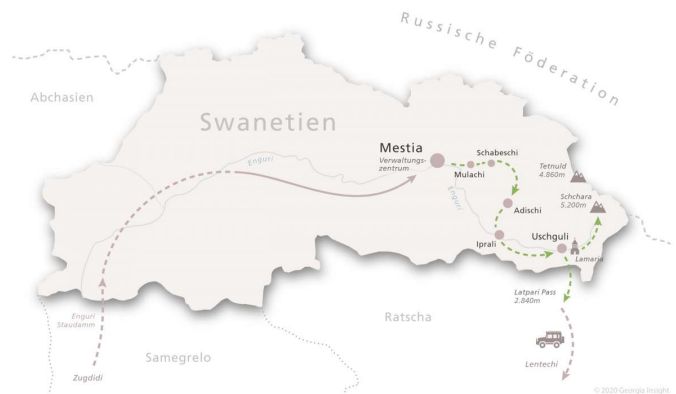 Russische Föderation
Abchasien
Swanetien
Mestia
Verwaltungs-
zentrum
Schabeschi
Mulachi
Enguri
Enguri
Tetnuld
4.860m
Schchara
5.200m
Adischi
Iprali
Uschguli
Lamaria
Latpari Pass
2.840m
Enguri
Staudamm
Ratscha
Samegrelo
Zugdidi
Lentechi
© 2020 Georgia Insight